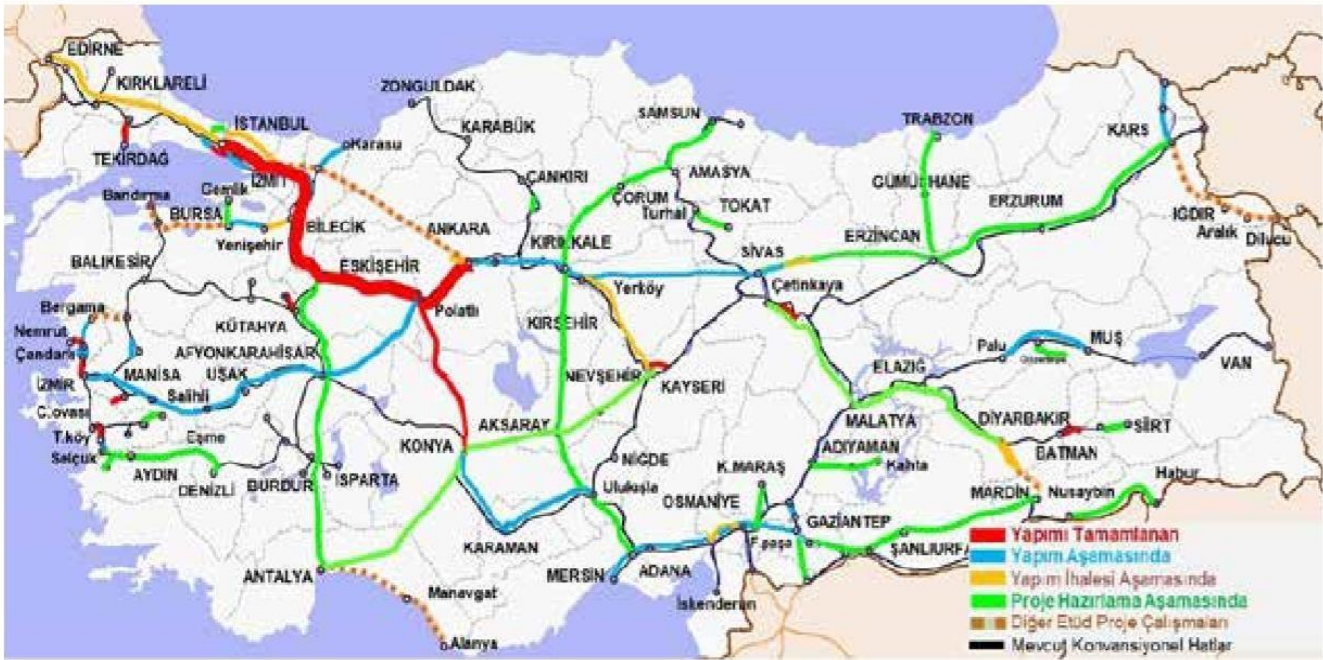 EDİRNE
KIRKLARELİ
İSTANBUL
TEKİRDAĞ
ZONGULDAK
KARABÜK
Karasu
SAMSUN
TRABZON
KARS
İZMİT
ÇANKIRI
AMASYA
ÇORUM
Turhal
TOKAT
GÜMÜŞHANE
ERZURUM
Bandırma
Gemlik
BURSA
Yenişehir
BİLECİK
ANKARA
KIRIKKALE
SİVAS
ERZİNCAN
IĞDIR
Aralık
Dilucu
BALIKESİR
ESKİŞEHİR
Polatlı
Yerköy
Çetinkaya
Bergama
Nemrut
Çandarlı
KÜTAHYA
KIRŞEHİR
AFYONKARAHİSAR
NEVŞEHİR
KAYSERİ
ELAZIĞ
Palu
MUŞ
VAN
İZMİR
MANİSA
UŞAK
Salihli
C.ovası
T.köy
Selçuk
Eşme
AYDIN
DENİZLİ
BURDUR
ISPARTA
KONYA
AKSARAY
NİĞDE
MALATYA
DİYARBAKIR
SİİRT
BATMAN
ADIYAMAN
Kahta
K.MARAŞ
Ulukışla
OSMANİYE
GAZİANTEP
F.paşa
MARDİN
Nusaybin
Habur
ŞANLIURFA
KARAMAN
MERSİN
ADANA
İskenderun
ANTALYA
Manavgat
Alanya
Yapımı Tamamlanan
Yapım Aşamasında
Yapım İhalesi Aşamasında
Proje Hazırlama Aşamasında
Diğer Etüd Proje Çalışmaları
Mevcut Konvansiyonel Hatlar